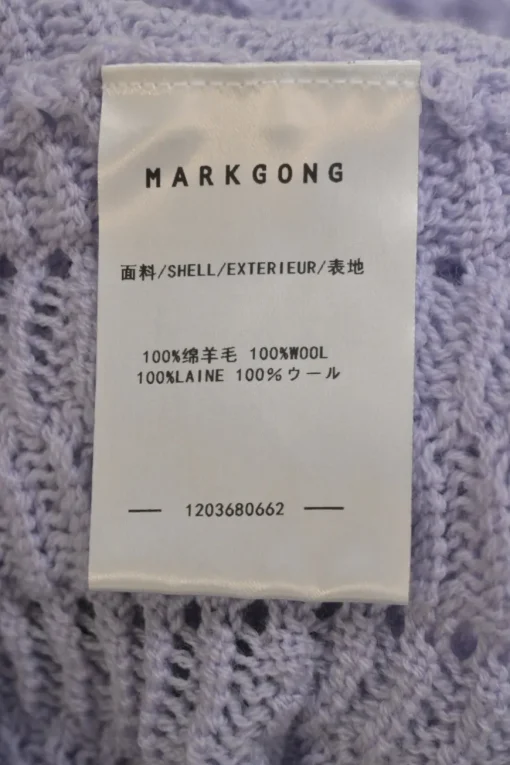 MARKGONG
面料/SHELL/EXTERIEUR/表地
100%绵羊毛 100%WOOL
100%LAINE 100%ウール
— 1203680662 —